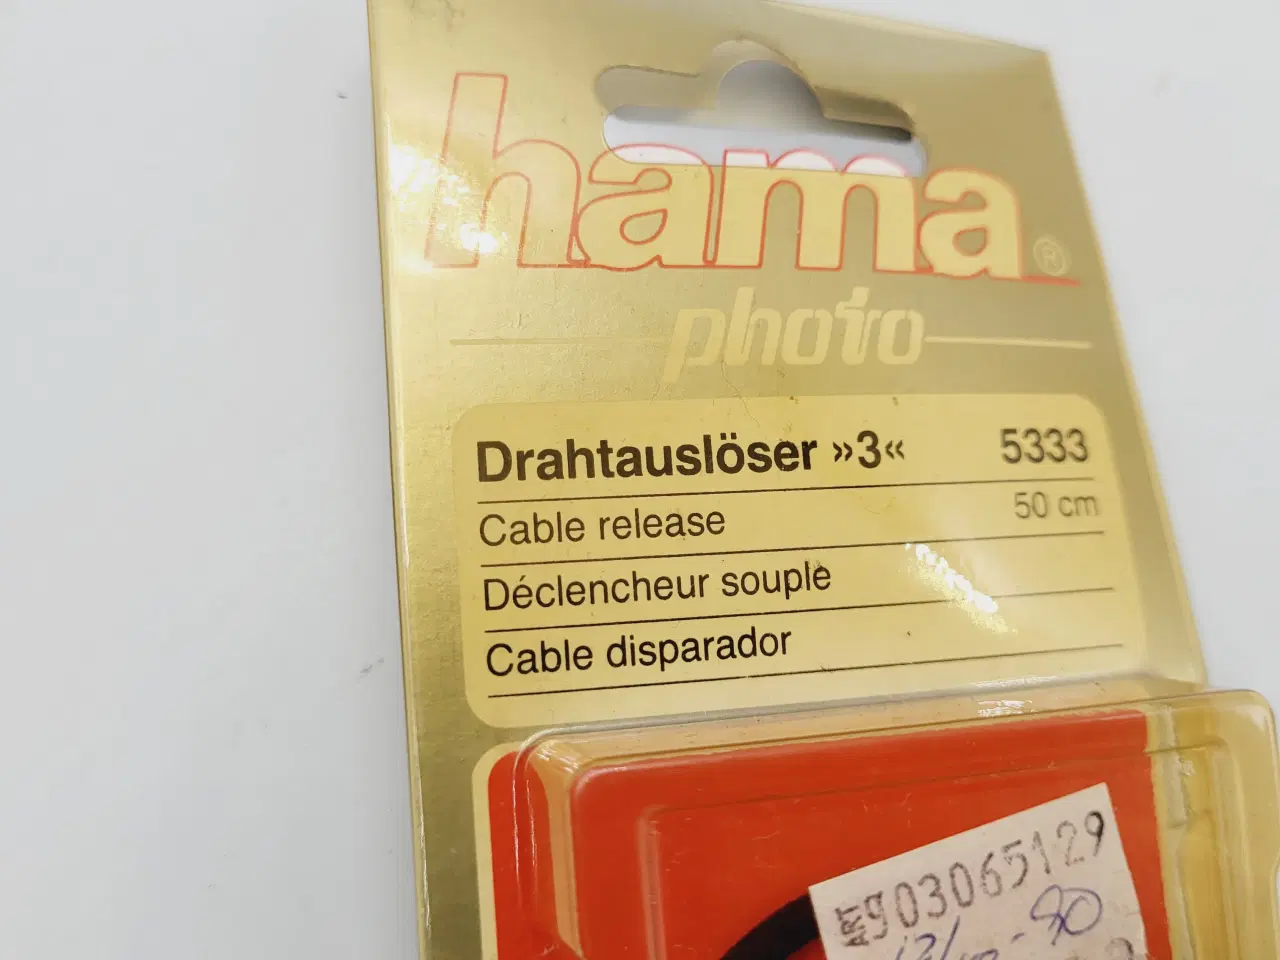 hama®
photo
Drahtauslöser »3« 5333
Cable release 50 cm
Déclencheur souple
Cable disparador
ART 903065129